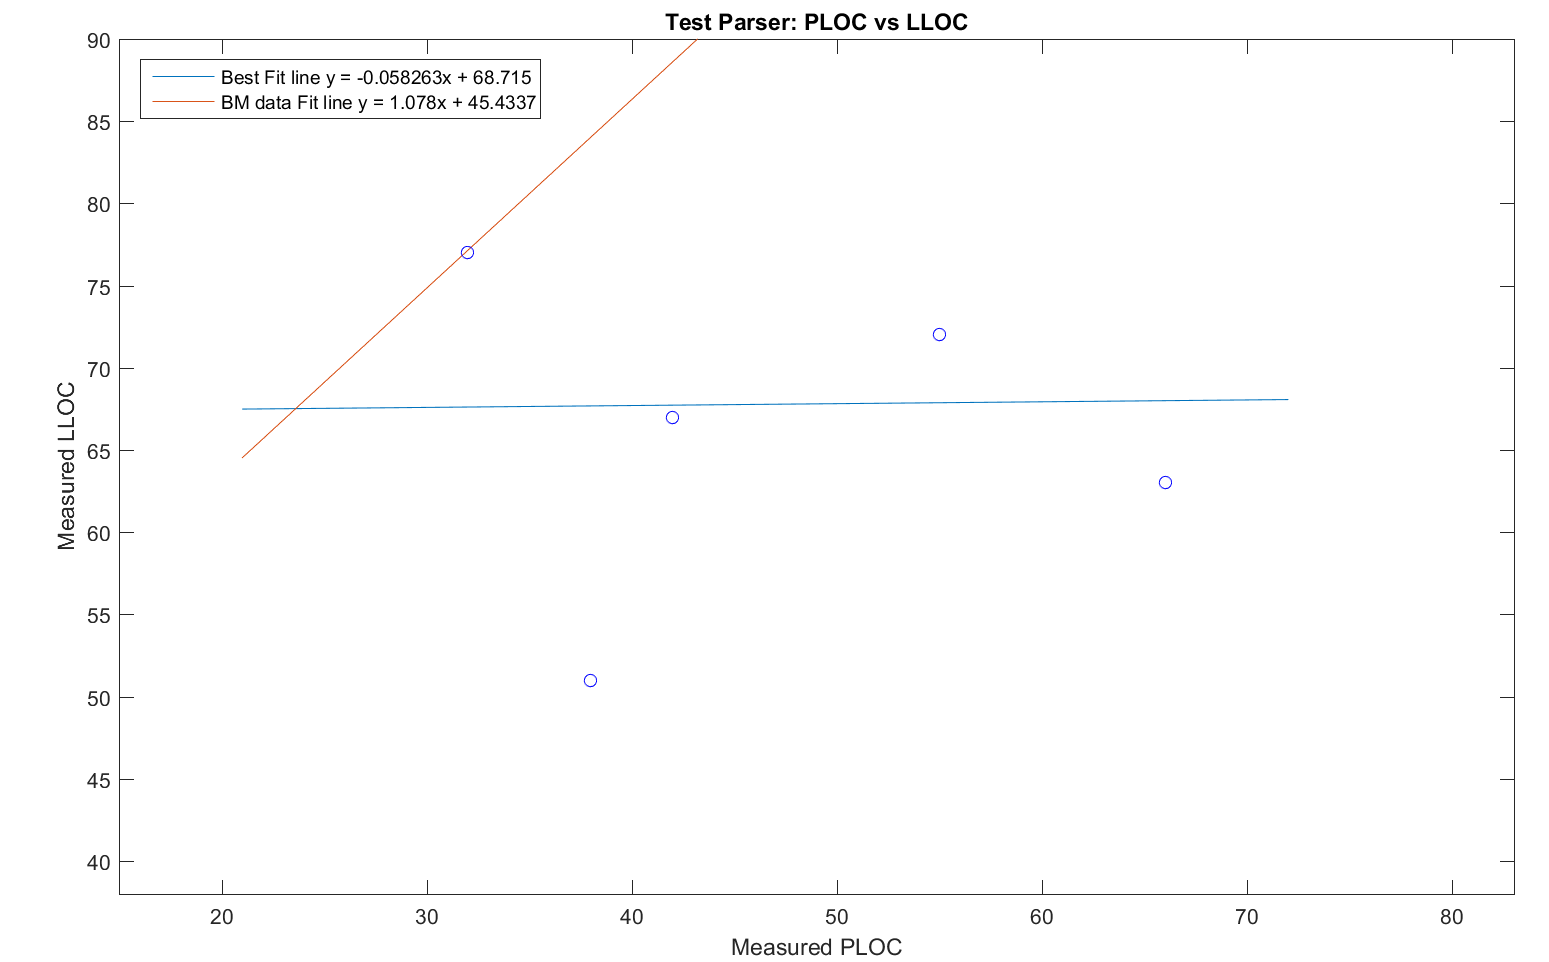 Test Parser: PLOC vs LLOC
90
85
80
75
70
65
60
55
50
45
40
Best Fit line y = -0.058263x + 68.715
BM data Fit line y = 1.078x + 45.4337
Measured LLOC
20 30 40 50 60 70 80
Measured PLOC